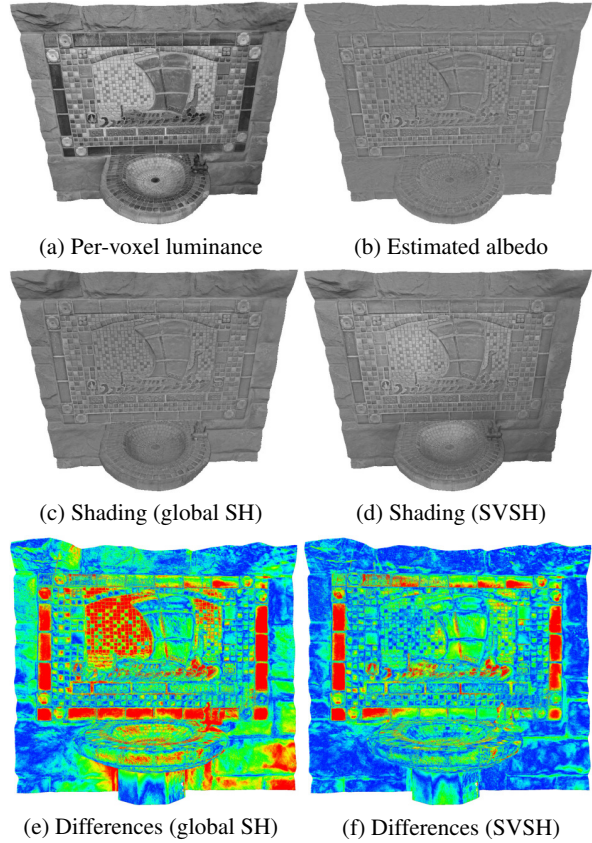 (a) Per-voxel luminance
(b) Estimated albedo
(c) Shading (global SH)
(d) Shading (SVSH)
(e) Differences (global SH)
(f) Differences (SVSH)